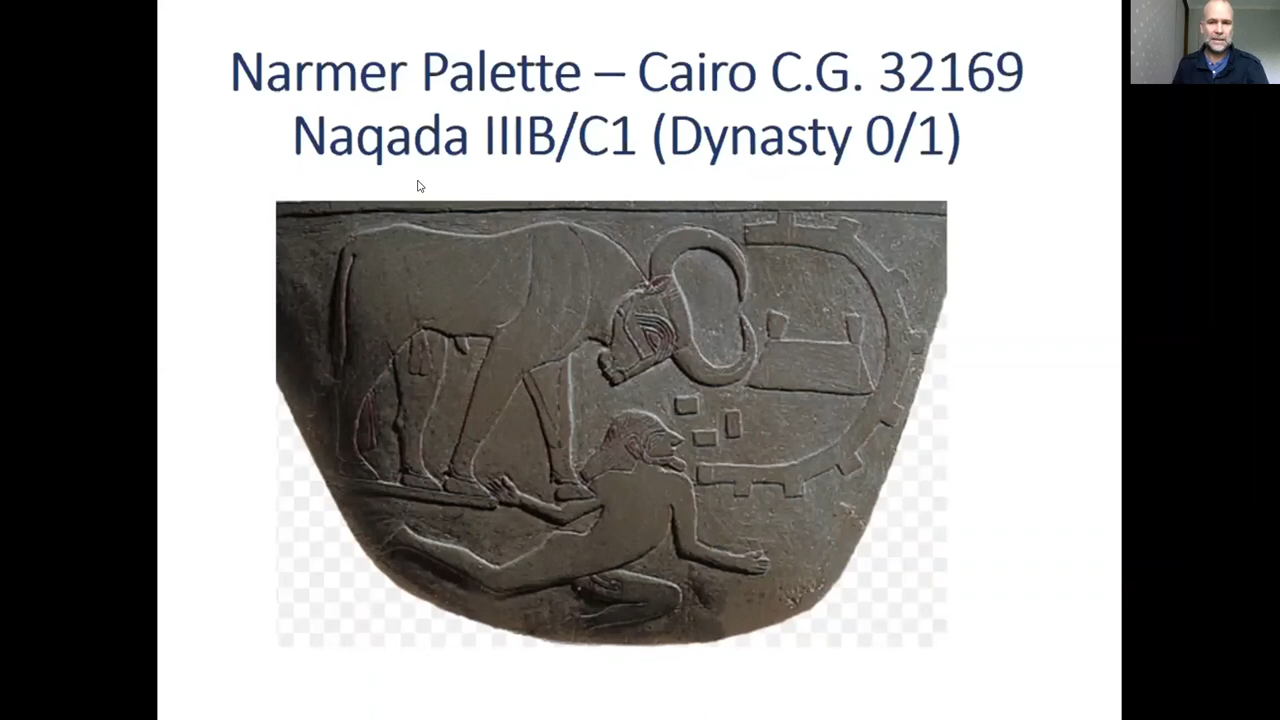 Narmer Palette – Cairo C.G. 32169
Naqada IIIB/C1 (Dynasty 0/1)